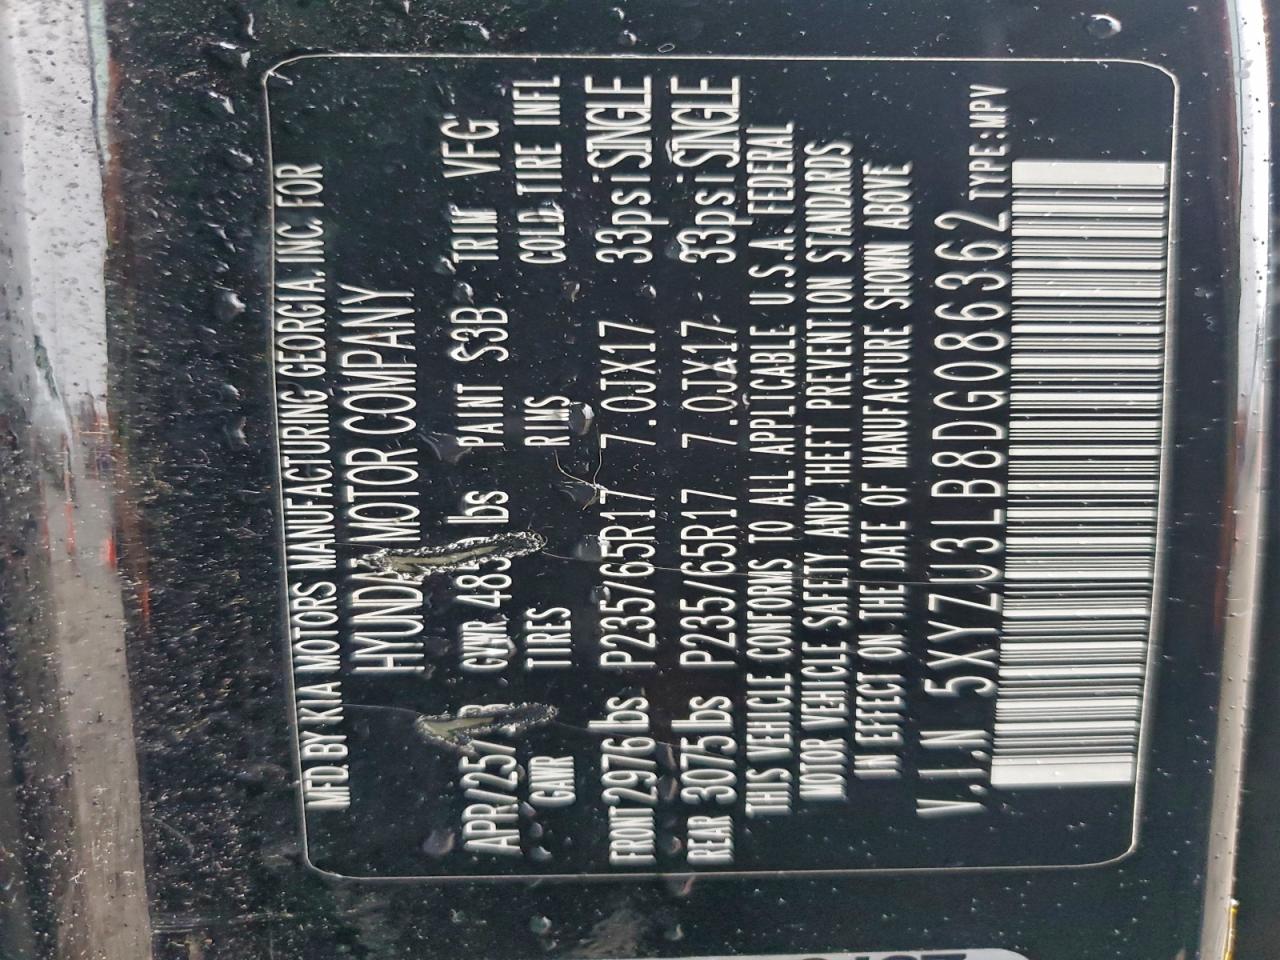 MFD. BY KIA MOTORS MANUFACTURING GEORGIA, INC. FOR
MOTOR COMPANY
PAINT S3B TRIM VFG
GVWR lbs
TIRES RIMS COLD TIRE INFL
GAWR
FRONT 2976 lbs P235/65R17 7.0JX17 33psi SINGLE
REAR 3075 lbs P235/65R17 7.0JX17 33psi SINGLE
THIS VEHICLE CONFORMS TO ALL APPLICABLE U.S.A. FEDERAL
MOTOR VEHICLE SAFETY AND THEFT PREVENTION STANDARDS
IN EFFECT ON THE DATE OF MANUFACTURE SHOWN ABOVE
V.I.N 5XYZU3LB8DG086362 TYPE:MPV